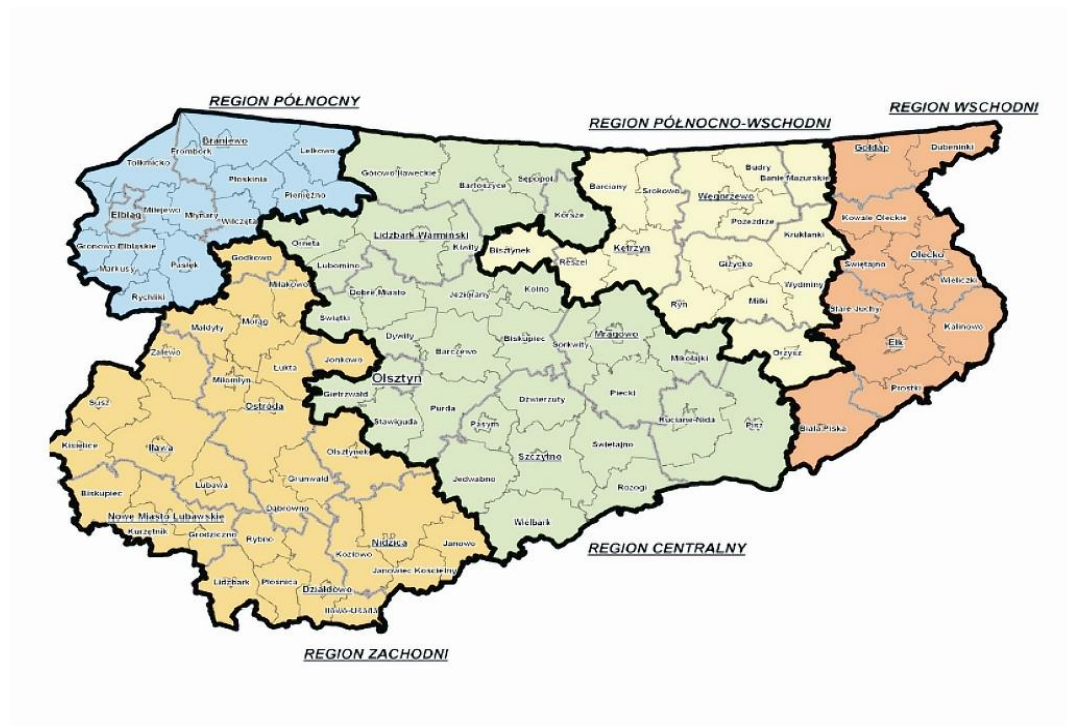 REGION PÓŁNOCNY
REGION WSCHODNI
REGION PÓŁNOCNO-WSCHODNI
Braniewo
Frombork
Tolkmicko
Lelkowo
Płoskinia
Pieniężno
Elbląg
Milejewo
Młynary
Wilczęta
Gronowo Elbląskie
Markusy
Pasłęk
Rychliki
Górowo Iławeckie
Bartoszyce
Sępopol
Korsze
Orneta
Lidzbark Warmiński
Kiwity
Lubomino
Dobre Miasto
Jeziorany
Kolno
Świątki
Dywity
Barczewo
Biskupiec
Sorkwity
Mrągowo
Mikołajki
Olsztyn
Gietrzwałd
Stawiguda
Purda
Pasym
Dźwierzuty
Piecki
Ruciane-Nida
Pisz
Szczytno
Świętajno
Jedwabno
Rozogi
Wielbark
Barciany
Srokowo
Węgorzewo
Budry
Banie Mazurskie
Pozezdrze
Kruklanki
Bisztynek
Reszel
Kętrzyn
Giżycko
Wydminy
Ryn
Miłki
Orzysz
Gołdap
Dubeninki
Kowale Oleckie
Świętajno
Olecko
Wieliczki
Stare Juchy
Kalinowo
Ełk
Prostki
Biała Piska
Godkowo
Miłakowo
Małdyty
Morąg
Zalewo
Łukta
Jonkowo
Miłomłyn
Ostróda
Susz
Kisielice
Iława
Olsztynek
Lubawa
Grunwald
Biskupiec
Nowe Miasto Lubawskie
Dąbrówno
Kurzętnik
Grodziczno
Rybno
Nidzica
Janowo
Kozłowo
Janowiec Kościelny
Lidzbark
Płośnica
Działdowo
REGION CENTRALNY
REGION ZACHODNI